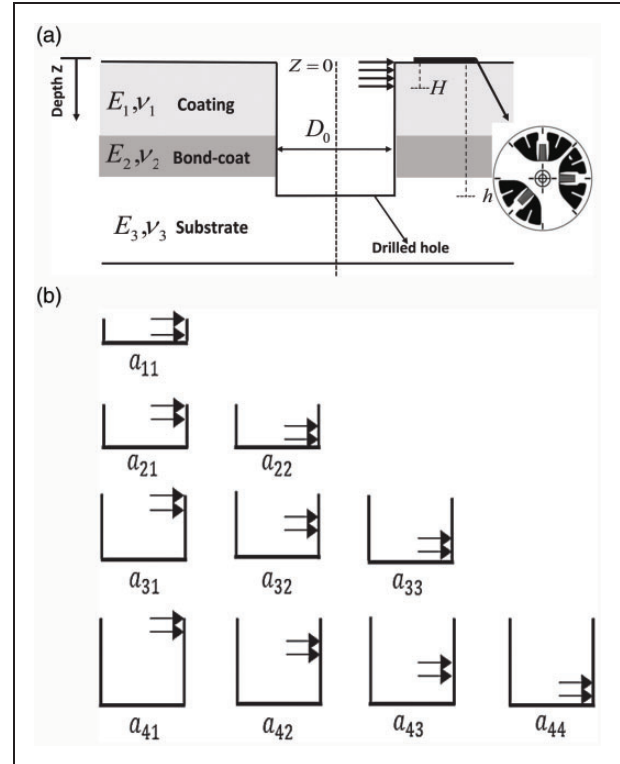 (a)
Depth Z
Z = 0
H
E₁,ν₁ Coating
D₀
E₂,ν₂ Bond-coat
h
E₃,ν₃ Substrate
Drilled hole
(b)
a₁₁
a₂₁ a₂₂
a₃₁ a₃₂ a₃₃
a₄₁ a₄₂ a₄₃ a₄₄